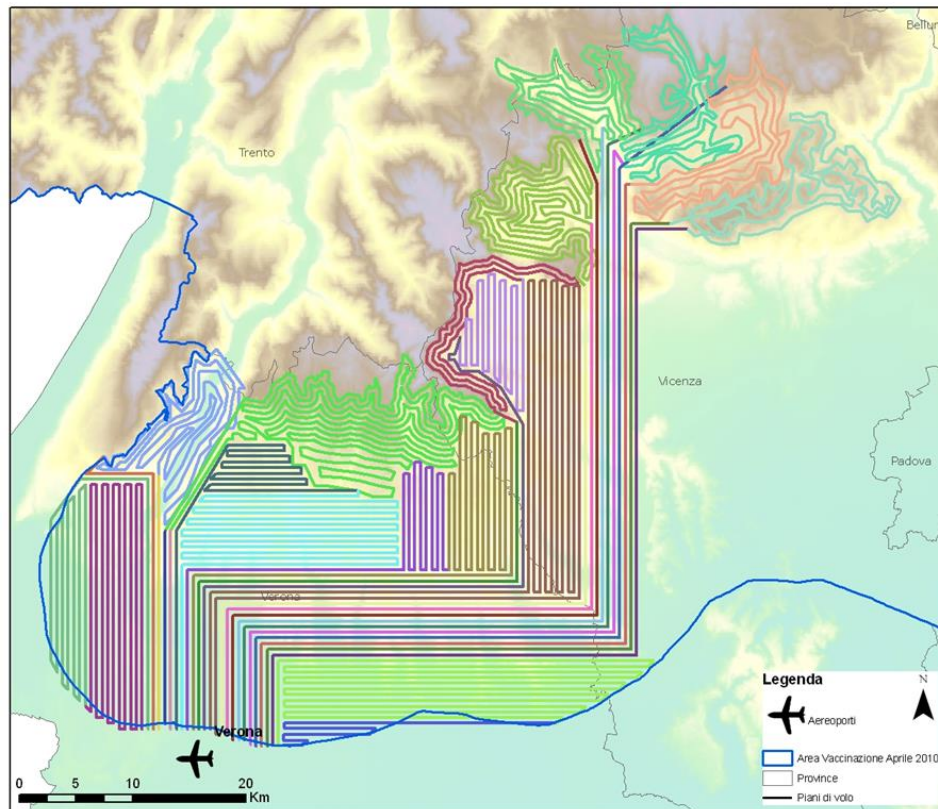 Bellun
Trento
Vicenza
Padova
Verona
Verona
Legenda
N
Aereoporti
Area Vaccinazione Aprile 2010
Province
Piani di volo
0 5 10 20
Km